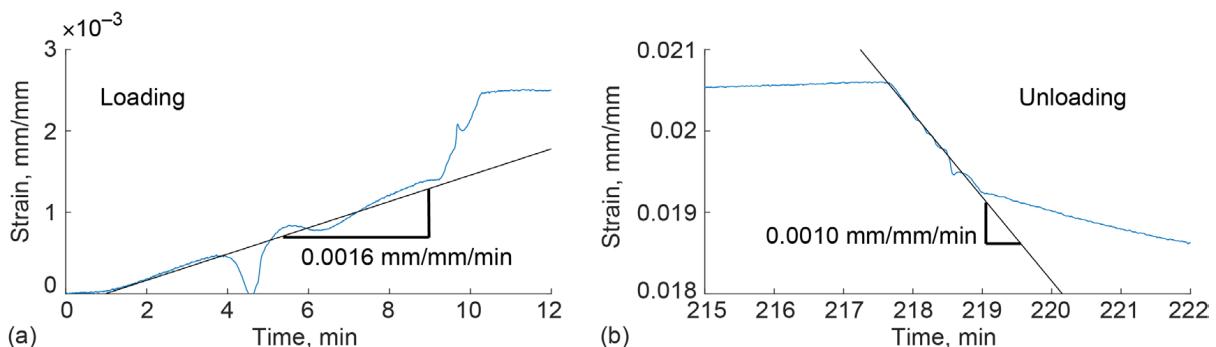 ×10–3
3
2
1
0
Strain, mm/mm
Loading
0.0016 mm/mm/min
0 2 4 6 8 10 12
(a) Time, min
0.021
0.02
0.019
0.018
Strain, mm/mm
Unloading
0.0010 mm/mm/min
215 216 217 218 219 220 221 222
(b) Time, min